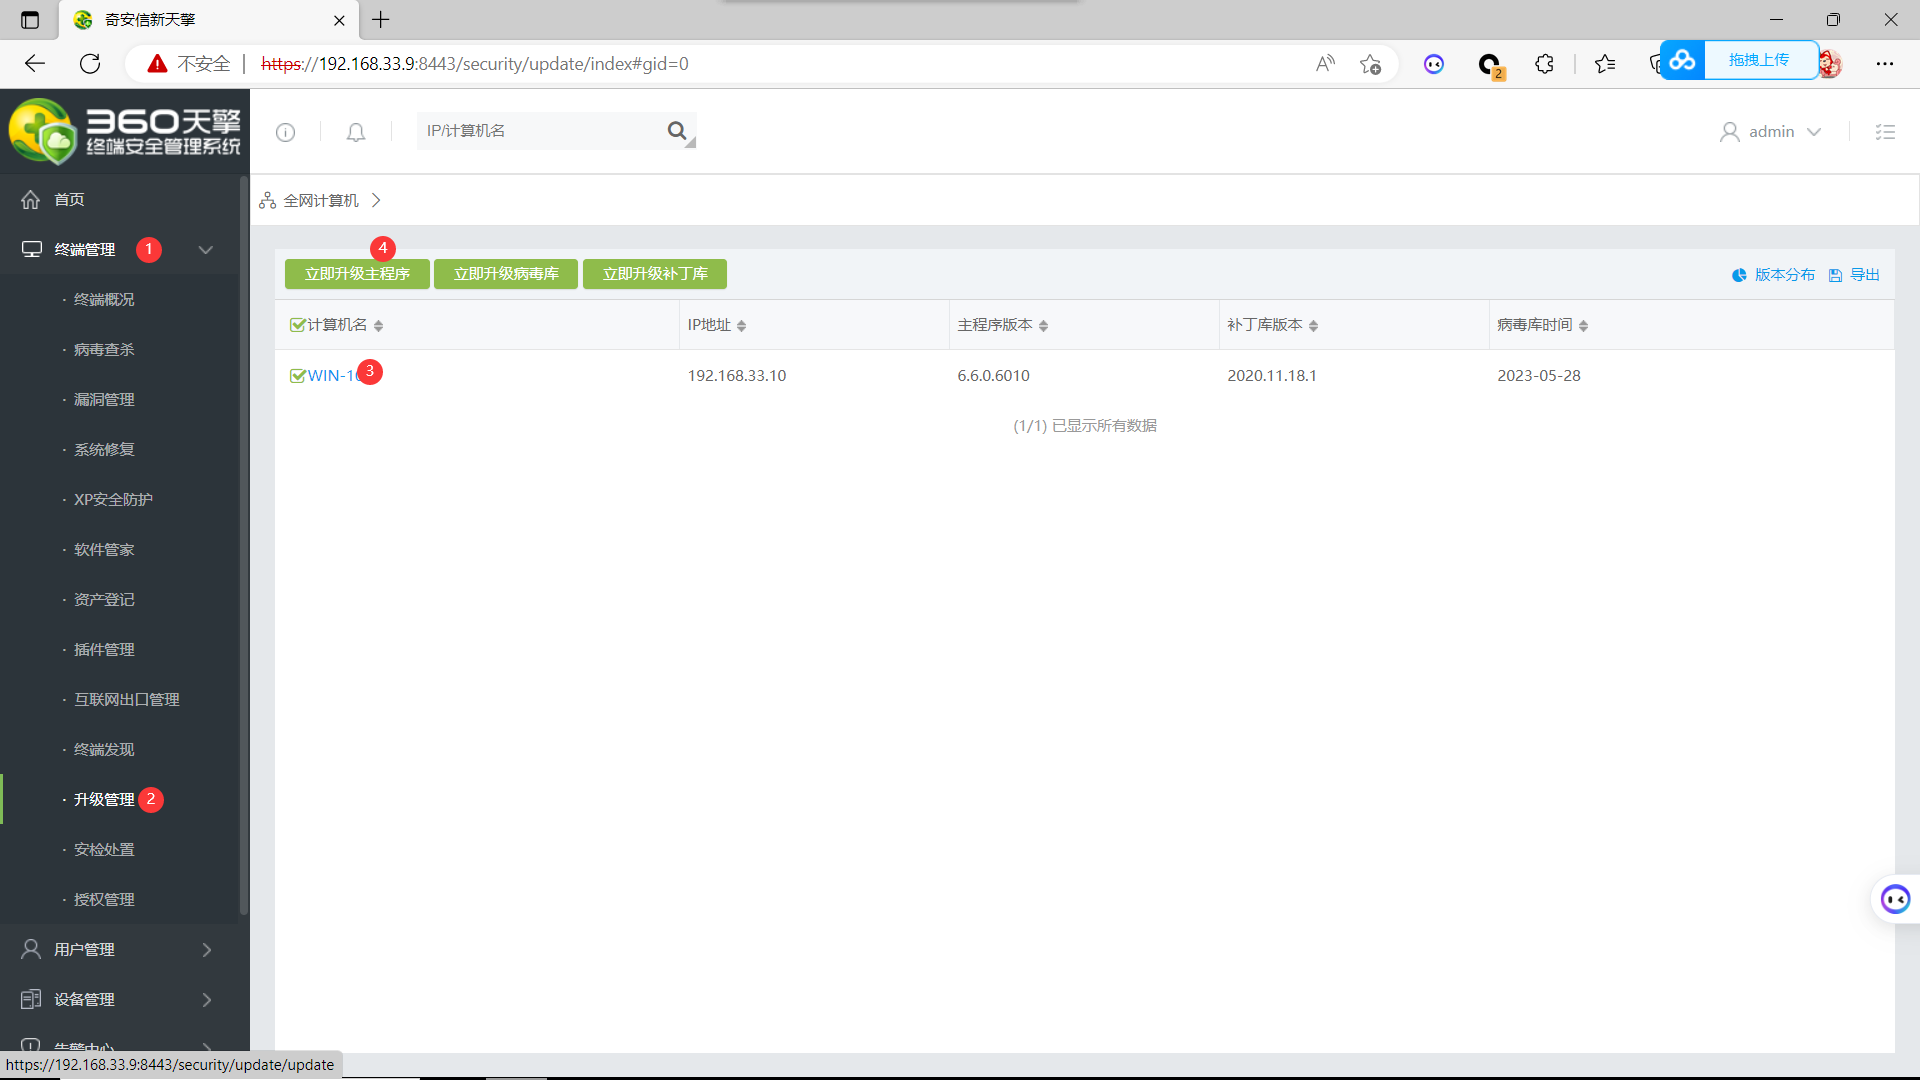 奇安信新天擎
不安全 https://192.168.33.9:8443/security/update/index#gid=0
2
拖拽上传
360天擎
终端安全管理系统
IP/计算机名
admin
首页
全网计算机
终端管理 1
4
立即升级主程序 立即升级病毒库 立即升级补丁库 版本分布 导出
· 终端概况
计算机名 IP地址 主程序版本 补丁库版本 病毒库时间
· 病毒查杀
WIN-1 3 192.168.33.10 6.6.0.6010 2020.11.18.1 2023-05-28
· 漏洞管理
(1/1) 已显示所有数据
· 系统修复
· XP安全防护
· 软件管家
· 资产登记
· 插件管理
· 互联网出口管理
· 终端发现
· 升级管理 2
· 安检处置
· 授权管理
用户管理
设备管理
告警中心
https://192.168.33.9:8443/security/update/update